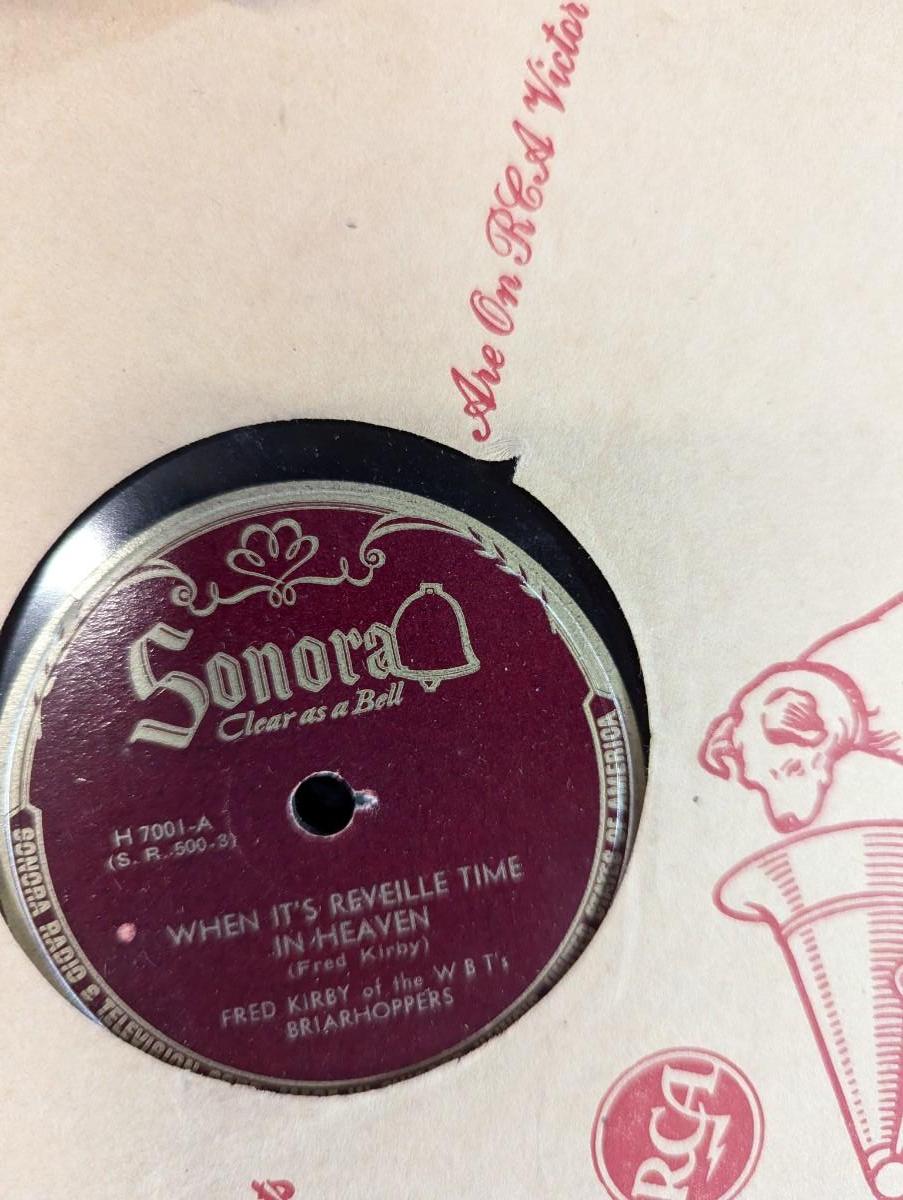 Are On RCA Victor
Sonora
Clear as a Bell
H 7001-A
(S. R. 500-3)
WHEN IT'S REVEILLE TIME
IN HEAVEN
(Fred Kirby)
FRED KIRBY of the W B T's
BRIARHOPPERS
SONORA RADIO & TELEVISION
OF AMERICA
RCA